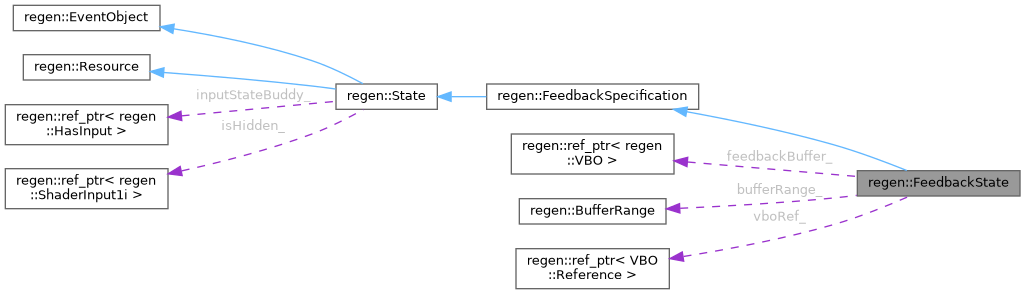 regen::EventObject
regen::Resource
regen::State
regen::FeedbackSpecification
inputStateBuddy_
regen::ref_ptr< regen
::HasInput >
isHidden_
regen::ref_ptr< regen
::ShaderInput1i >
regen::ref_ptr< regen
::VBO >
feedbackBuffer_
regen::FeedbackState
bufferRange_
regen::BufferRange
vboRef_
regen::ref_ptr< VBO
::Reference >